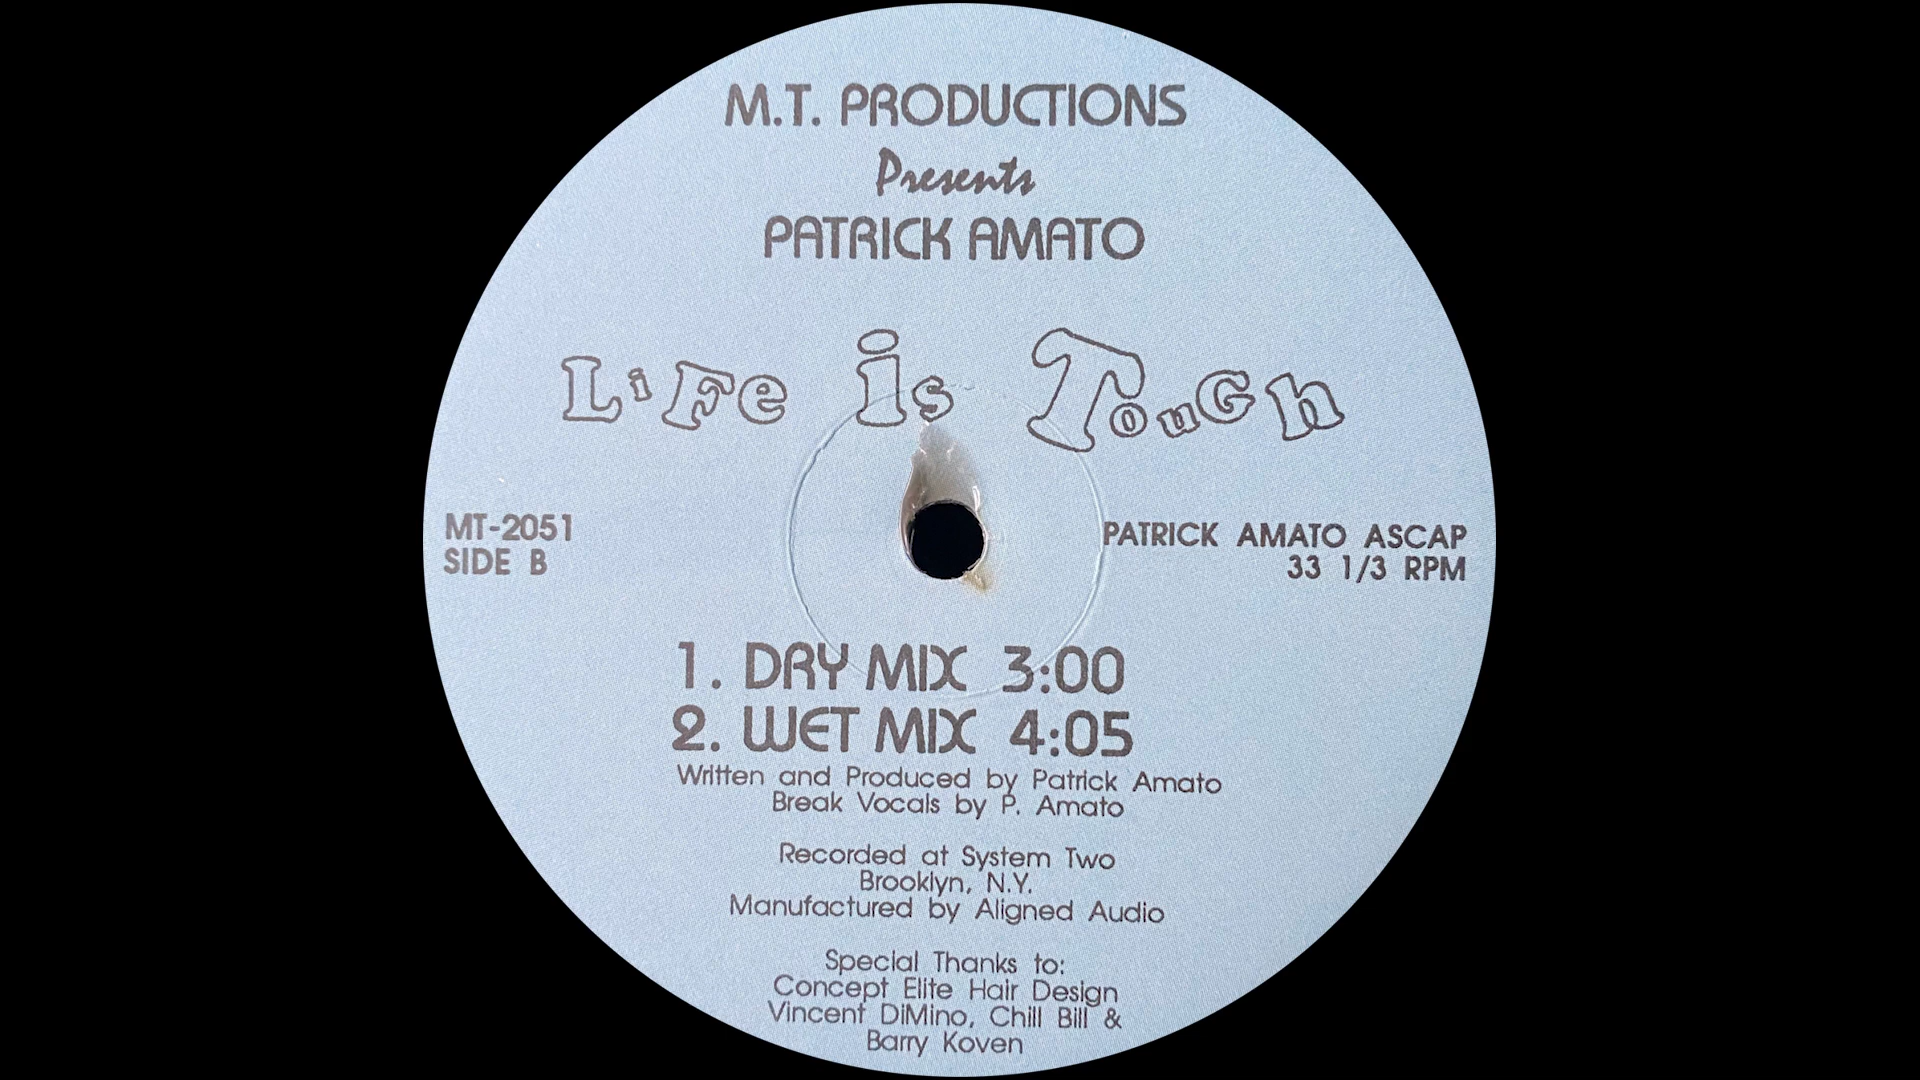 M.T. PRODUCTIONS
Presents
PATRICK AMATO
LiFe is TouGh
MT-2051
SIDE B
PATRICK AMATO ASCAP
33 1/3 RPM
1. DRY MIX 3:00
2. WET MIX 4:05
Written and Produced by Patrick Amato
Break Vocals by P. Amato
Recorded at System Two
Brooklyn, N.Y.
Manufactured by Aligned Audio
Special Thanks to:
Concept Elite Hair Design
Vincent DiMino, Chill Bill &
Barry Koven